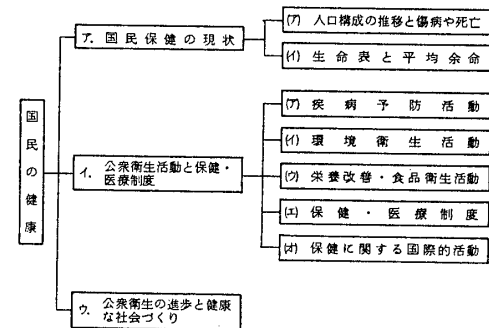 国民の健康
ア. 国民保健の現状
(ア) 人口構成の推移と傷病や死亡
(イ) 生命表と平均余命
イ. 公衆衛生活動と保健・
医療制度
(ア) 疾病予防活動
(イ) 環境衛生活動
(ウ) 栄養改善・食品衛生活動
(エ) 保健・医療制度
(オ) 保健に関する国際的活動
ウ. 公衆衛生の進歩と健康
な社会づくり